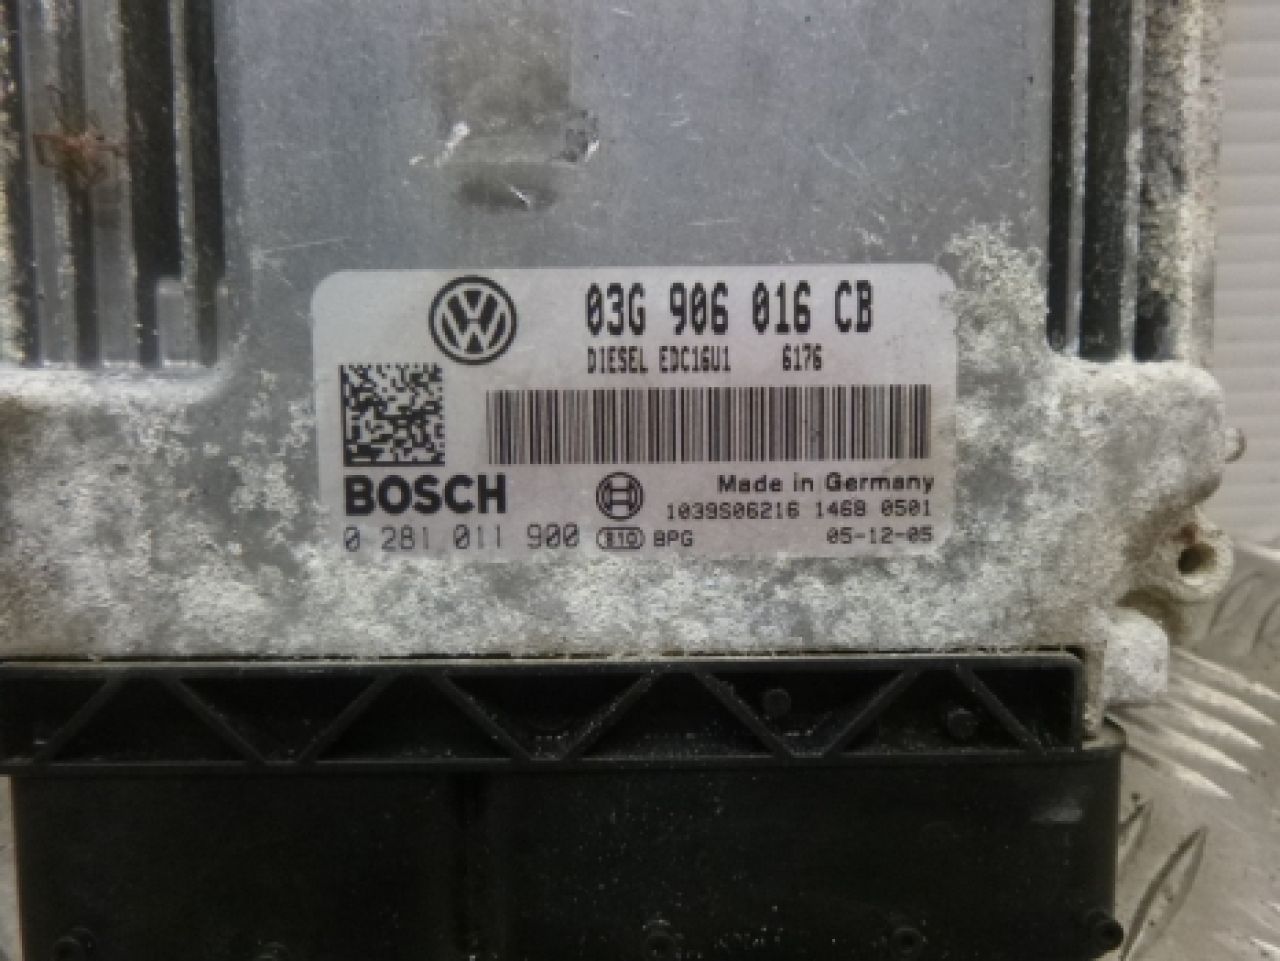 03G 906 016 CB
DIESEL EDC16U1 6176
BOSCH
Made in Germany
1039S06216 1468 0501
0 281 011 900 R10 BPG 05-12-05